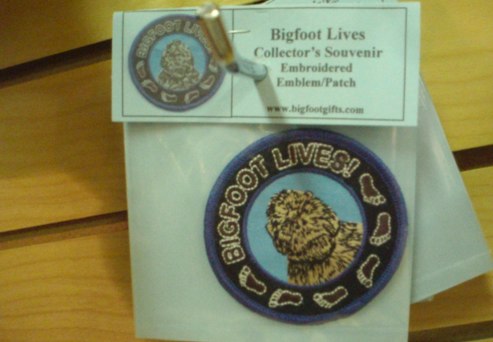 BIGFOOT LIVES!
Bigfoot Lives
Collector's Souvenir
Embroidered
Emblem/Patch
www.bigfootgifts.com
BIGFOOT LIVES!